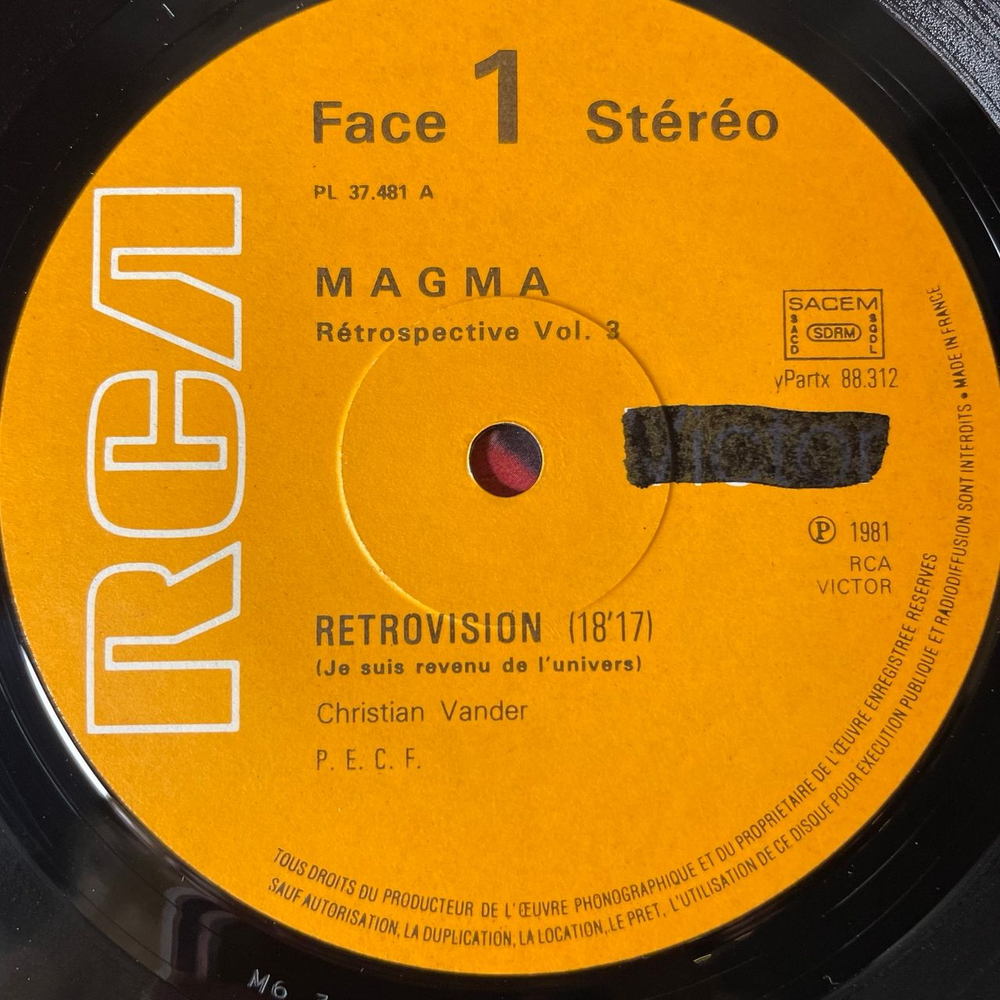 Face 1 Stéréo
PL 37.481 A
RCA
MAGMA
Rétrospective Vol. 3
SACEM
SACD SDRM SGDL
yPartx 88.312
Victor
Ⓟ 1981
RCA
VICTOR
RETROVISION (18'17)
(Je suis revenu de l'univers)
Christian Vander
P. E. C. F.
TOUS DROITS DU PRODUCTEUR DE L'ŒUVRE PHONOGRAPHIQUE ET DU PROPRIETAIRE DE L'ŒUVRE ENREGISTREE RESERVES
SAUF AUTORISATION, LA DUPLICATION, LA LOCATION, LE PRET, L'UTILISATION DE CE DISQUE POUR EXECUTION PUBLIQUE ET RADIODIFFUSION SONT INTERDITS • MADE IN FRANCE
M6